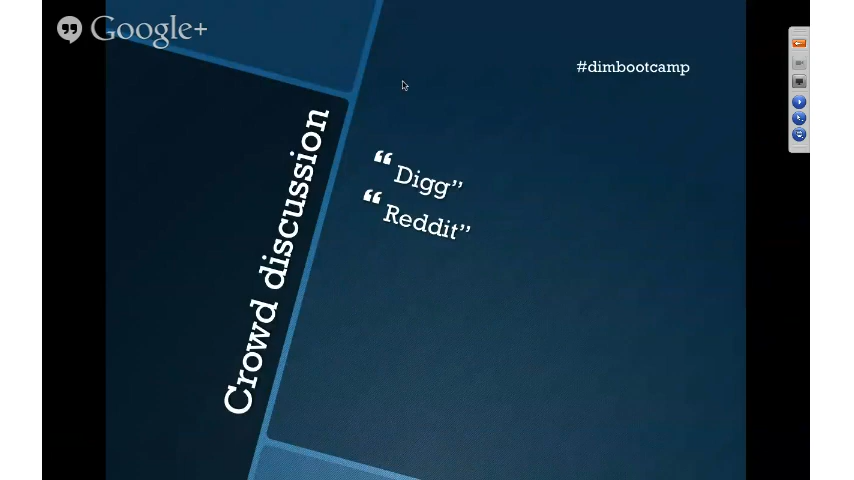 Google+
#dimbootcamp
Crowd discussion
“Digg”
“Reddit”